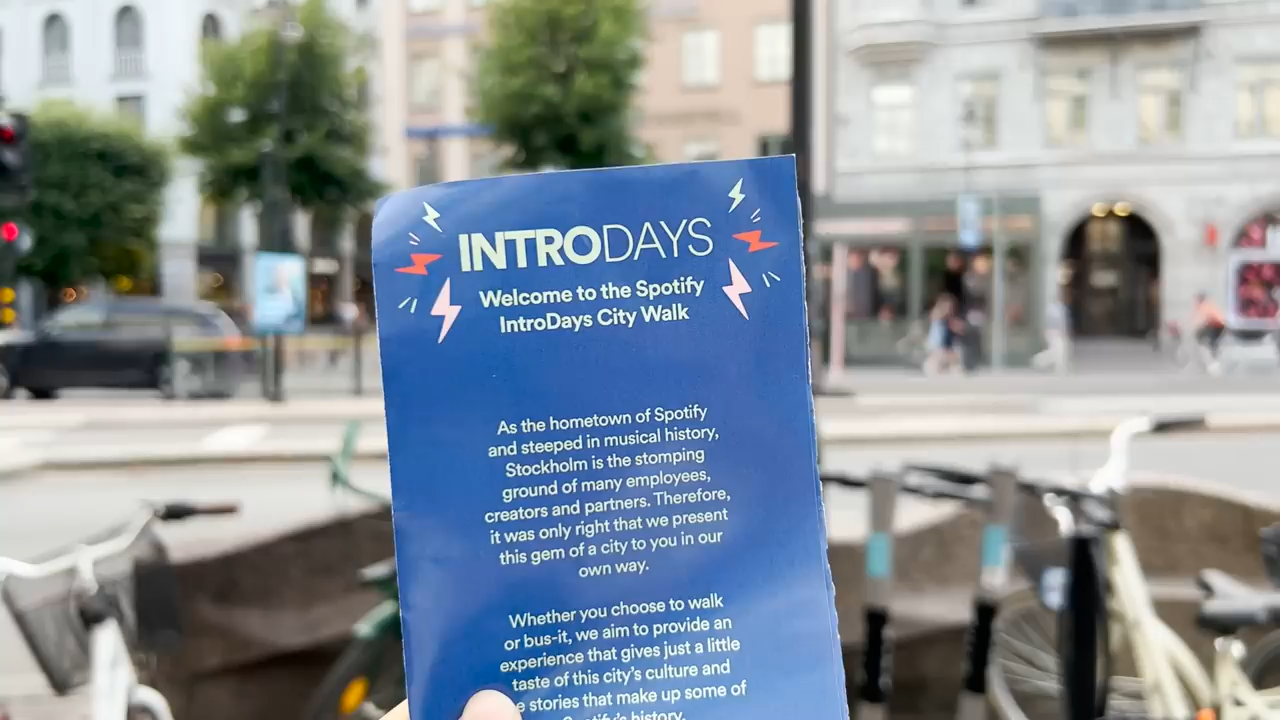 INTRODAYS
Welcome to the Spotify
IntroDays City Walk
As the hometown of Spotify
and steeped in musical history,
Stockholm is the stomping
ground of many employees,
creators and partners. Therefore,
it was only right that we present
this gem of a city to you in our
own way.
Whether you choose to walk
or bus-it, we aim to provide an
experience that gives just a little
taste of this city's culture and
stories that make up some of
Spotify's history.